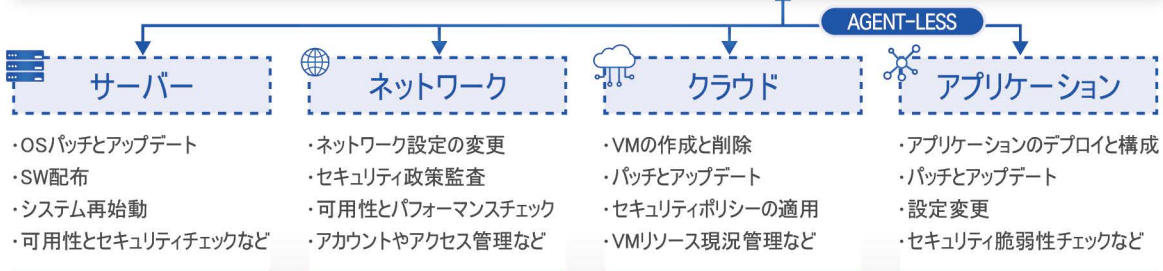 AGENT-LESS
サーバー
・OSパッチとアップデート
・SW配布
・システム再始動
・可用性とセキュリティチェックなど
ネットワーク
・ネットワーク設定の変更
・セキュリティ政策監査
・可用性とパフォーマンスチェック
・アカウントやアクセス管理など
クラウド
・VMの作成と削除
・パッチとアップデート
・セキュリティポリシーの適用
・VMリソース現況管理など
アプリケーション
・アプリケーションのデプロイと構成
・パッチとアップデート
・設定変更
・セキュリティ脆弱性チェックなど